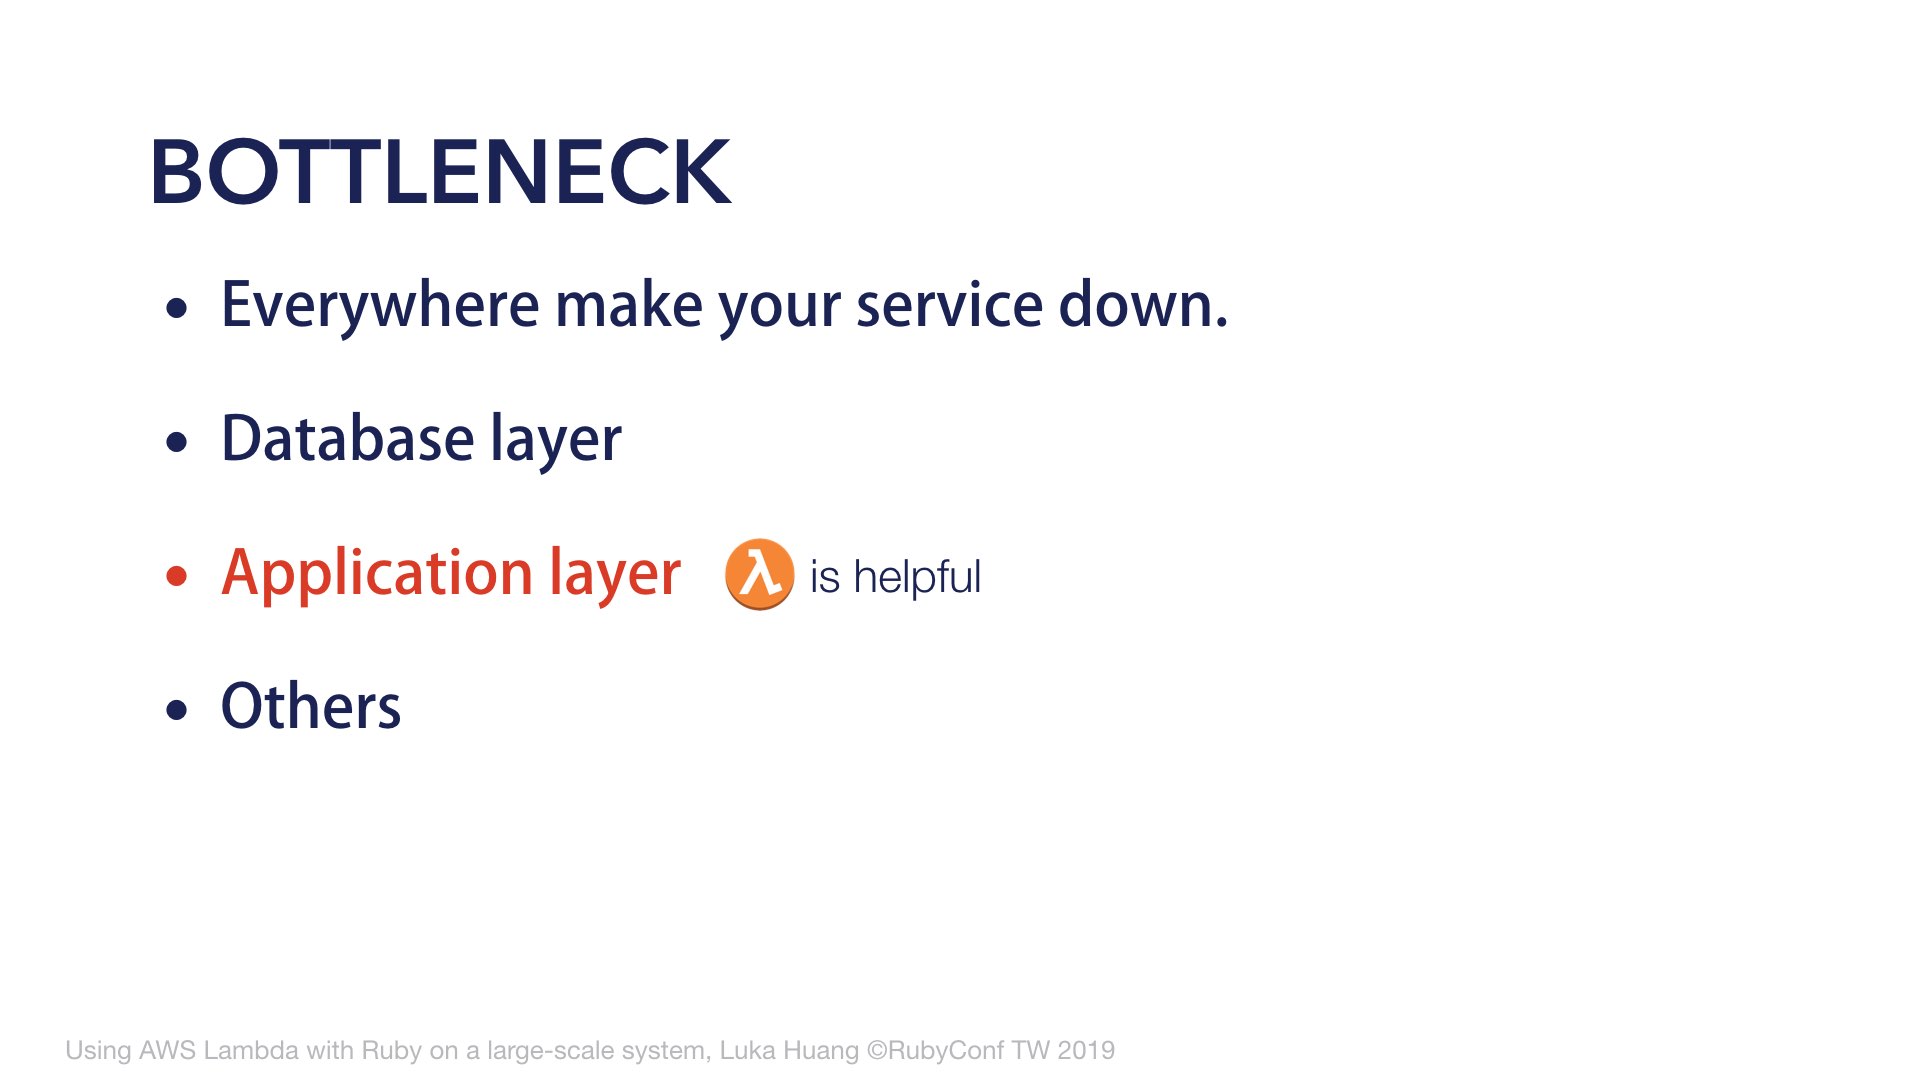 BOTTLENECK
• Everywhere make your service down.
• Database layer
• Application layer λ is helpful
• Others
Using AWS Lambda with Ruby on a large-scale system, Luka Huang ©RubyConf TW 2019